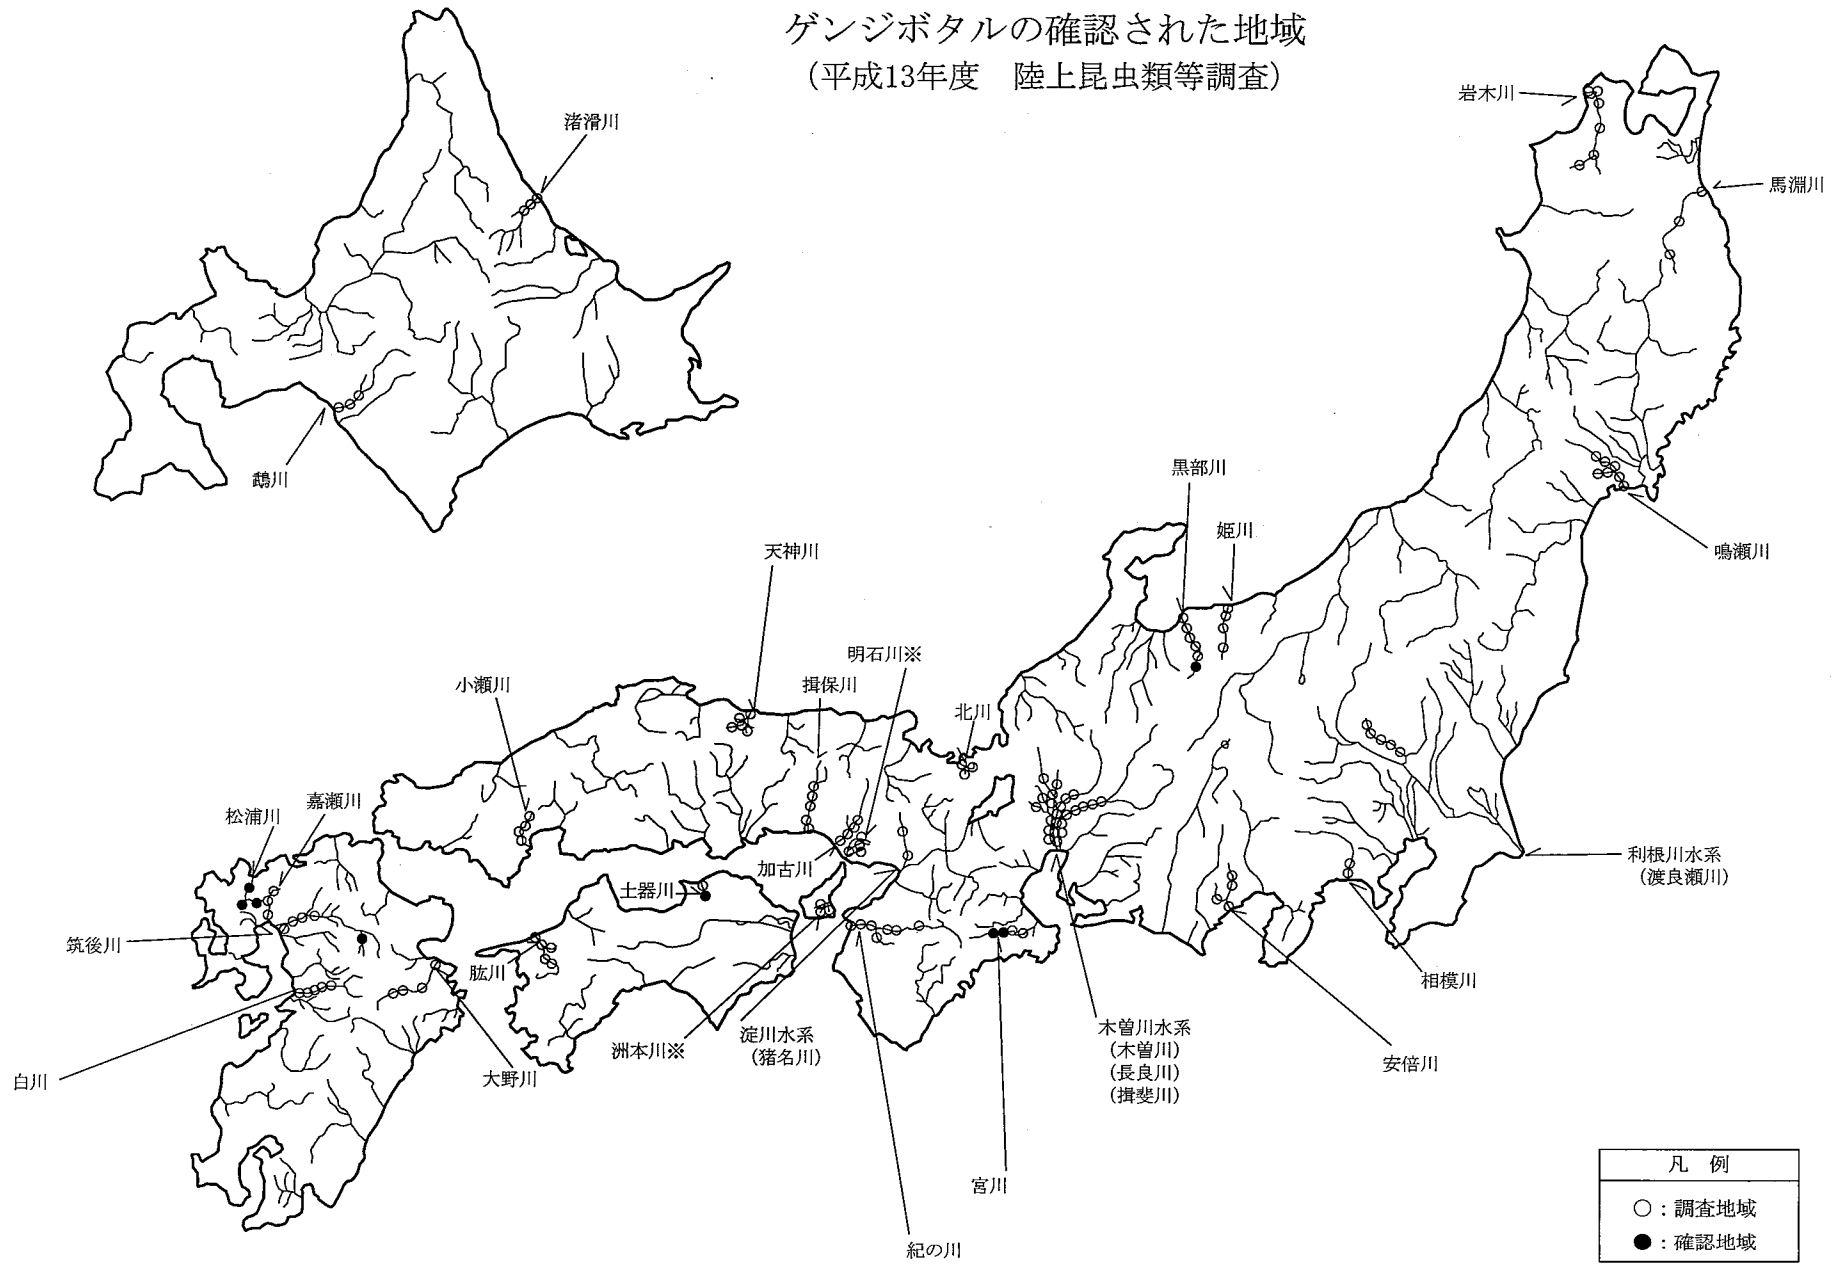 ゲンジボタルの確認された地域
（平成13年度　陸上昆虫類等調査）
渚滑川
鵡川
岩木川
馬淵川
鳴瀬川
黒部川
姫川
天神川
明石川※
小瀬川
揖保川
北川
松浦川
嘉瀬川
加古川
土器川
利根川水系
（渡良瀬川）
筑後川
肱川
相模川
白川
大野川
洲本川※
淀川水系
（猪名川）
木曽川水系
（木曽川）
（長良川）
（揖斐川）
安倍川
宮川
紀の川
凡　例
○：調査地域
●：確認地域